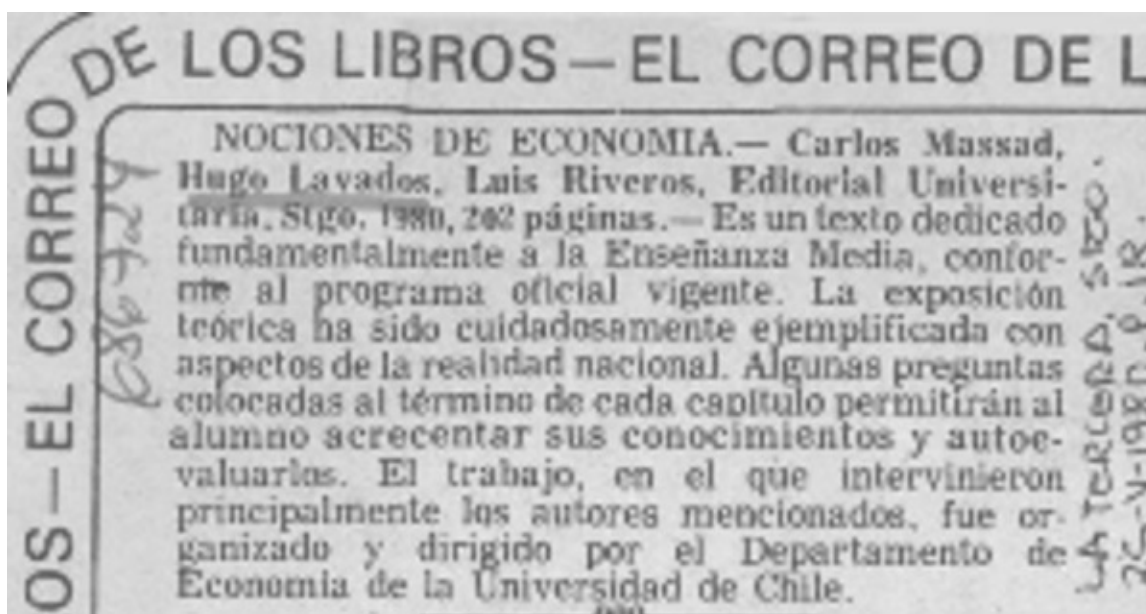 DE LOS LIBROS — EL CORREO DE L
OS — EL CORREO
NOCIONES DE ECONOMIA.— Carlos Massad,
Hugo Lavados, Luis Riveros, Editorial Universi-
taria, Stgo. 1980, 202 páginas.— Es un texto dedicado
fundamentalmente a la Enseñanza Media, confor-
me al programa oficial vigente. La exposición
teórica ha sido cuidadosamente ejemplificada con
aspectos de la realidad nacional. Algunas preguntas
colocadas al término de cada capítulo permitirán al
alumno acrecentar sus conocimientos y autoe-
valuarlos. El trabajo, en el que intervinieron
principalmente los autores mencionados, fue or-
ganizado y dirigido por el Departamento de
Economía de la Universidad de Chile.
LA TERCERA, STGO.